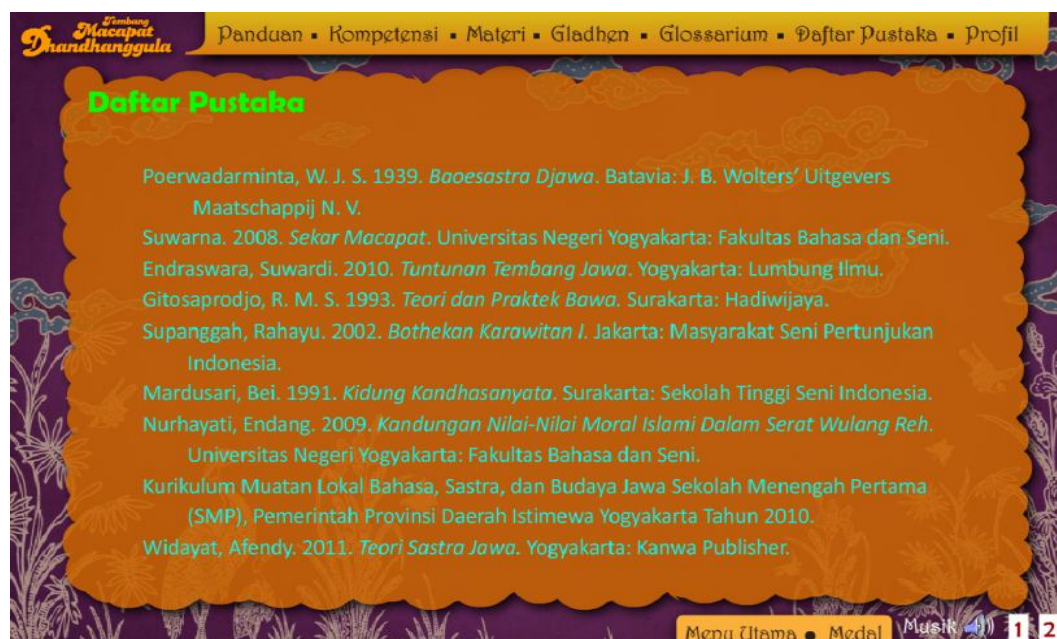 Tembang
Macapat
Dhandhanggula
Panduan ▪ Kompetensi ▪ Materi ▪ Gladhen ▪ Glossarium ▪ Daftar Pustaka ▪ Profil
Daftar Pustaka
Poerwadarminta, W. J. S. 1939. Baoesastra Djawa. Batavia: J. B. Wolters’ Uitgevers
Maatschappij N. V.
Suwarna. 2008. Sekar Macapat. Universitas Negeri Yogyakarta: Fakultas Bahasa dan Seni.
Endraswara, Suwardi. 2010. Tuntunan Tembang Jawa. Yogyakarta: Lumbung Ilmu.
Gitosaprodjo, R. M. S. 1993. Teori dan Praktek Bawa. Surakarta: Hadiwijaya.
Supanggah, Rahayu. 2002. Bothekan Karawitan I. Jakarta: Masyarakat Seni Pertunjukan
Indonesia.
Mardusari, Bei. 1991. Kidung Kandhasanyata. Surakarta: Sekolah Tinggi Seni Indonesia.
Nurhayati, Endang. 2009. Kandungan Nilai-Nilai Moral Islami Dalam Serat Wulang Reh.
Universitas Negeri Yogyakarta: Fakultas Bahasa dan Seni.
Kurikulum Muatan Lokal Bahasa, Sastra, dan Budaya Jawa Sekolah Menengah Pertama
(SMP), Pemerintah Provinsi Daerah Istimewa Yogyakarta Tahun 2010.
Widayat, Afendy. 2011. Teori Sastra Jawa. Yogyakarta: Kanwa Publisher.
Menu Utama • Medal Musik 1 2